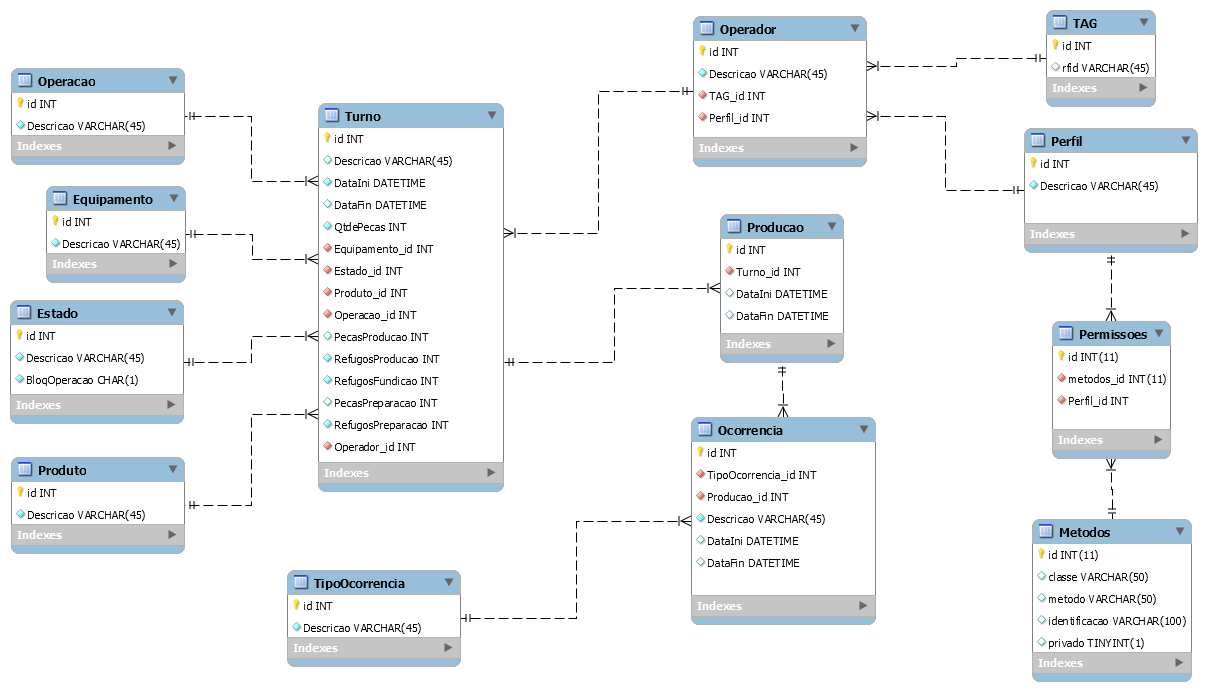 Operacao
id INT
Descricao VARCHAR(45)
Indexes
Equipamento
id INT
Descricao VARCHAR(45)
Indexes
Estado
id INT
Descricao VARCHAR(45)
BloqOperacao CHAR(1)
Indexes
Produto
id INT
Descricao VARCHAR(45)
Indexes
Turno
id INT
Descricao VARCHAR(45)
DataIni DATETIME
DataFin DATETIME
QtdePecas INT
Equipamento_id INT
Estado_id INT
Produto_id INT
Operacao_id INT
PecasProducao INT
RefugosProducao INT
RefugosFundicao INT
PecasPreparacao INT
RefugosPreparacao INT
Operador_id INT
Indexes
TipoOcorrencia
id INT
Descricao VARCHAR(45)
Indexes
Operador
id INT
Descricao VARCHAR(45)
TAG_id INT
Perfil_id INT
Indexes
Producao
id INT
Turno_id INT
DataIni DATETIME
DataFin DATETIME
Indexes
Ocorrencia
id INT
TipoOcorrencia_id INT
Producao_id INT
Descricao VARCHAR(45)
DataIni DATETIME
DataFin DATETIME
Indexes
TAG
id INT
rfid VARCHAR(45)
Indexes
Perfil
id INT
Descricao VARCHAR(45)
Indexes
Permissoes
id INT(11)
metodos_id INT(11)
Perfil_id INT
Indexes
Metodos
id INT(11)
classe VARCHAR(50)
metodo VARCHAR(50)
identificacao VARCHAR(100)
privado TINYINT(1)
Indexes